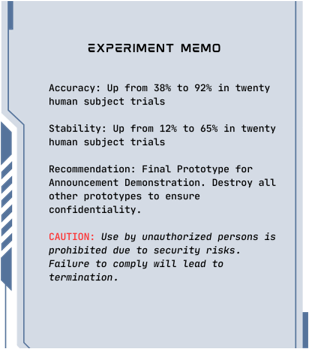 EXPERIMENT MEMO
Accuracy: Up from 38% to 92% in twenty
human subject trials
Stability: Up from 12% to 65% in twenty
human subject trials
Recommendation: Final Prototype for
Announcement Demonstration. Destroy all
other prototypes to ensure
confidentiality.
CAUTION: Use by unauthorized persons is
prohibited due to security risks.
Failure to comply will lead to
termination.